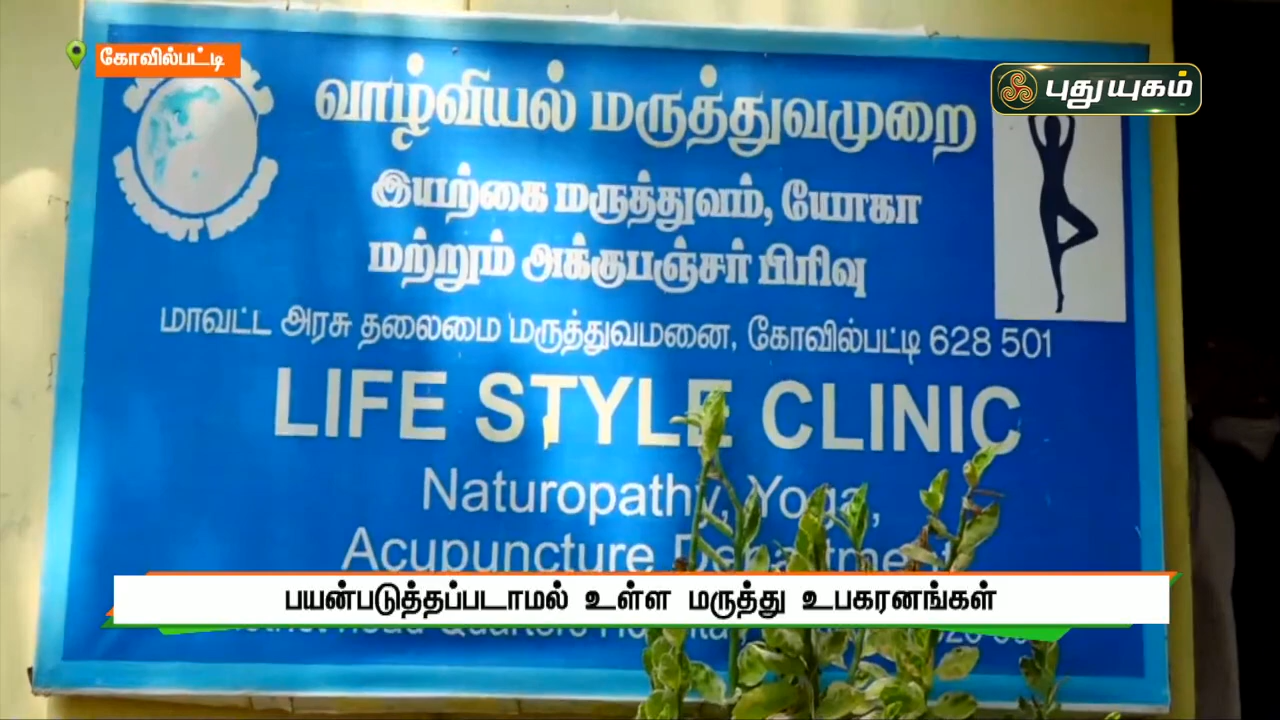 கோவில்பட்டி
புதுயுகம்
வாழ்வியல் மருத்துவமுறை
இயற்கை மருத்துவம், யோகா
மற்றும் அக்குபஞ்சர் பிரிவு
மாவட்ட அரசு தலைமை மருத்துவமனை, கோவில்பட்டி 628 501
LIFE STYLE CLINIC
Naturopathy, Yoga,
Acupuncture Department
பயன்படுத்தப்படாமல் உள்ள மருத்து உபகரனங்கள்